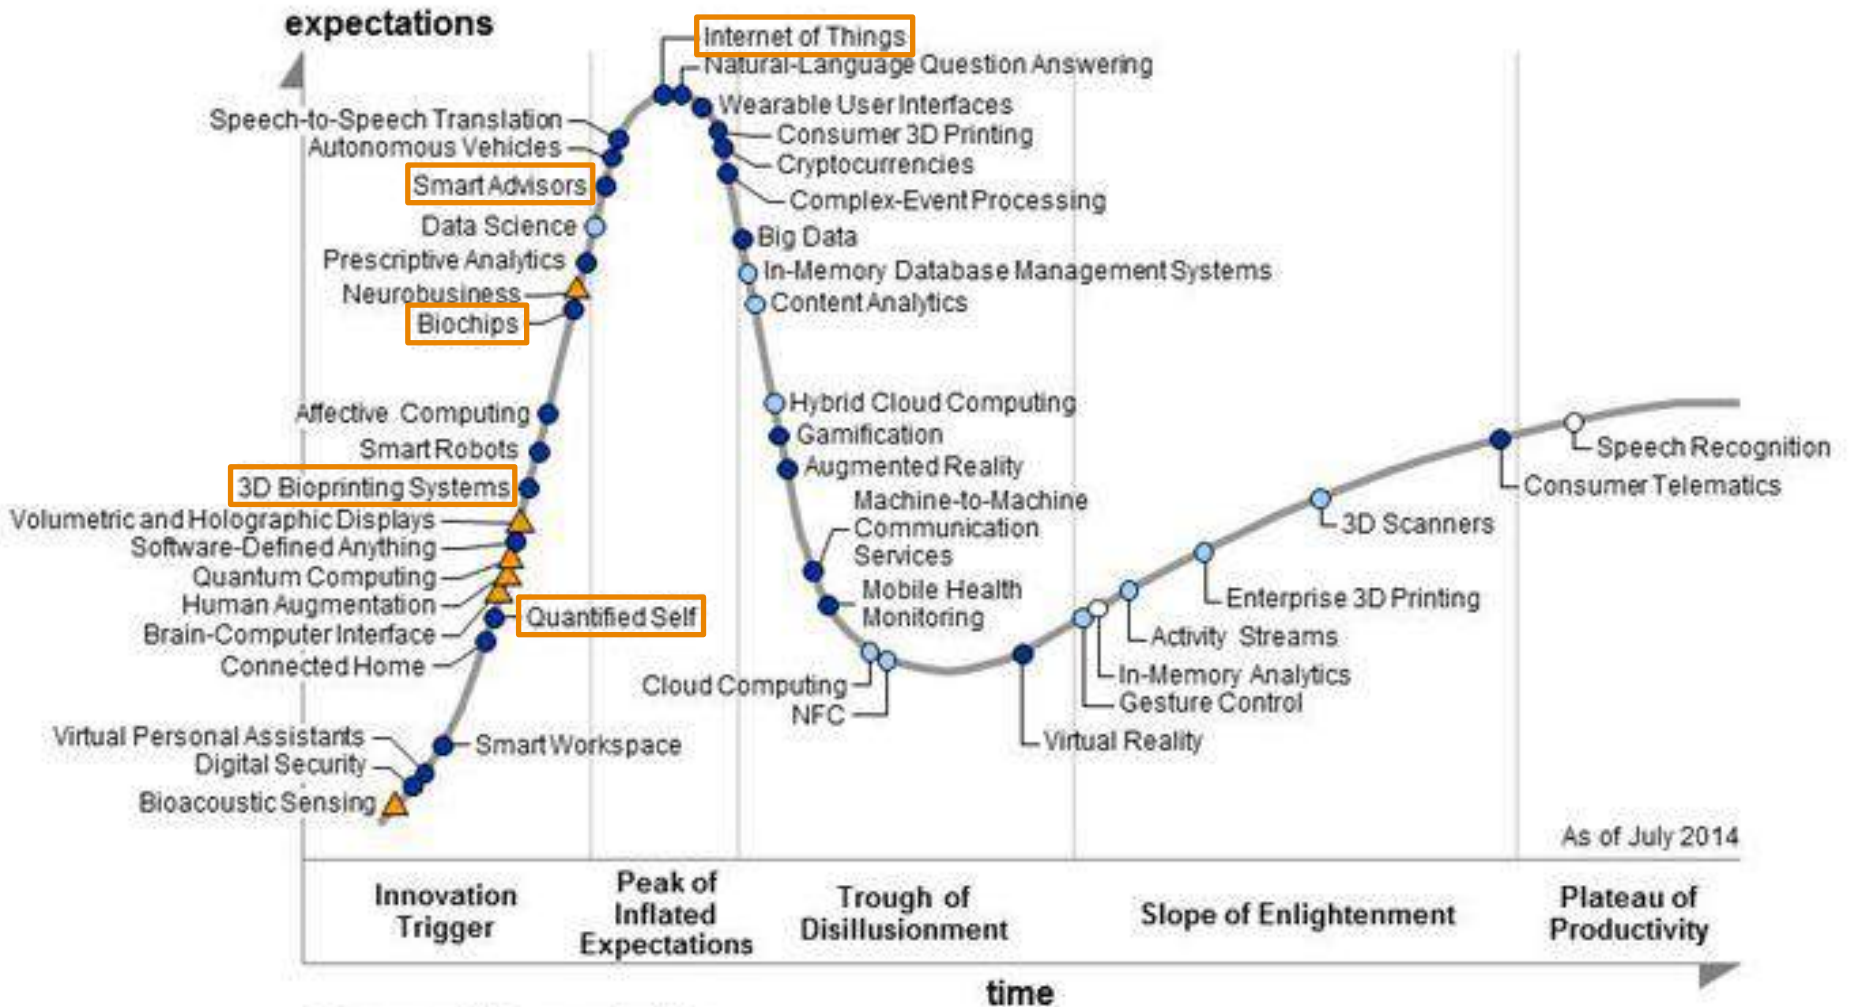 expectations
Internet of Things
Natural-Language Question Answering
Wearable User Interfaces
Speech-to-Speech Translation
Consumer 3D Printing
Autonomous Vehicles
Cryptocurrencies
Smart Advisors
Complex-Event Processing
Data Science
Big Data
Prescriptive Analytics
In-Memory Database Management Systems
Neurobusiness
Content Analytics
Biochips
Hybrid Cloud Computing
Affective Computing
Gamification
Smart Robots
Augmented Reality
3D Bioprinting Systems
Machine-to-Machine
Communication
Services
Volumetric and Holographic Displays
Software-Defined Anything
Quantum Computing
Human Augmentation
Mobile Health
Monitoring
Quantified Self
Brain-Computer Interface
Connected Home
Cloud Computing
NFC
Virtual Personal Assistants
Smart Workspace
Digital Security
Bioacoustic Sensing
Speech Recognition
Consumer Telematics
3D Scanners
Enterprise 3D Printing
Activity Streams
In-Memory Analytics
Gesture Control
Virtual Reality
As of July 2014
Innovation
Trigger
Peak of
Inflated
Expectations
Trough of
Disillusionment
Slope of Enlightenment
Plateau of
Productivity
time